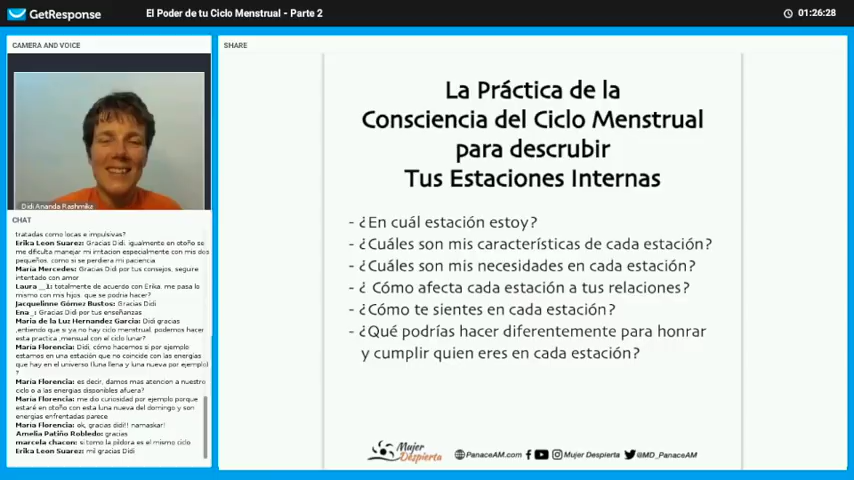 GetResponse
El Poder de tu Ciclo Menstrual - Parte 2
01:26:28
CAMERA AND VOICE
SHARE
Didi Ananda Rashmika
CHAT
tratadas como locas e impulsivas?
Erika Leon Suarez: Gracias Didi. igualmente en otoño se
me dificulta manejar mi irritacion especialmente con mis dos
pequeños. como si se perdiera mi paciencia
María Mercedes: Gracias Didi por tus consejos, seguire
intentado con amor
Laura __1: totalmente de acuerdo con Erika. me pasa lo
mismo con mis hijos. que se podria hacer?
Jacquelinne Gómez Bustos: Gracias Didi
Ena_: Gracias Didi por tus enseñanzas
Maria de la Luz Hernandez Garcia: Didi gracias
,entiendo que si ya no hay ciclo menstrual. podemos hacer
esta practica ,mensual con el ciclo lunar?
María Florencia: Didi, cómo hacemos si por ejemplo
estamos en una estación que no coincide con las energías
que hay en el universo (luna llena y luna nueva por ejemplo)
?
María Florencia: es decir, damos mas atencion a nuestro
ciclo o a las energias disponibles afuera?
María Florencia: me dio curiosidad por ejemplo porque
estaré en otoño con esta luna nueva del domingo y son
energias enfrentadas parece
María Florencia: ok, gracias didi!! namaskar!
Amelia Patiño Robledo: gracias
marcela chacon: si tomo la pildora es el mismo ciclo
Erika Leon Suarez: mil gracias Didi
La Práctica de la
Consciencia del Ciclo Menstrual
para descrubir
Tus Estaciones Internas
- ¿En cuál estación estoy?
- ¿Cuáles son mis características de cada estación?
- ¿Cuáles son mis necesidades en cada estación?
- ¿ Cómo afecta cada estación a tus relaciones?
- ¿Cómo te sientes en cada estación?
- ¿Qué podrías hacer diferentemente para honrar
y cumplir quien eres en cada estación?
Mujer
Despierta
PanaceAM.com
Mujer Despierta
@MD_PanaceAM